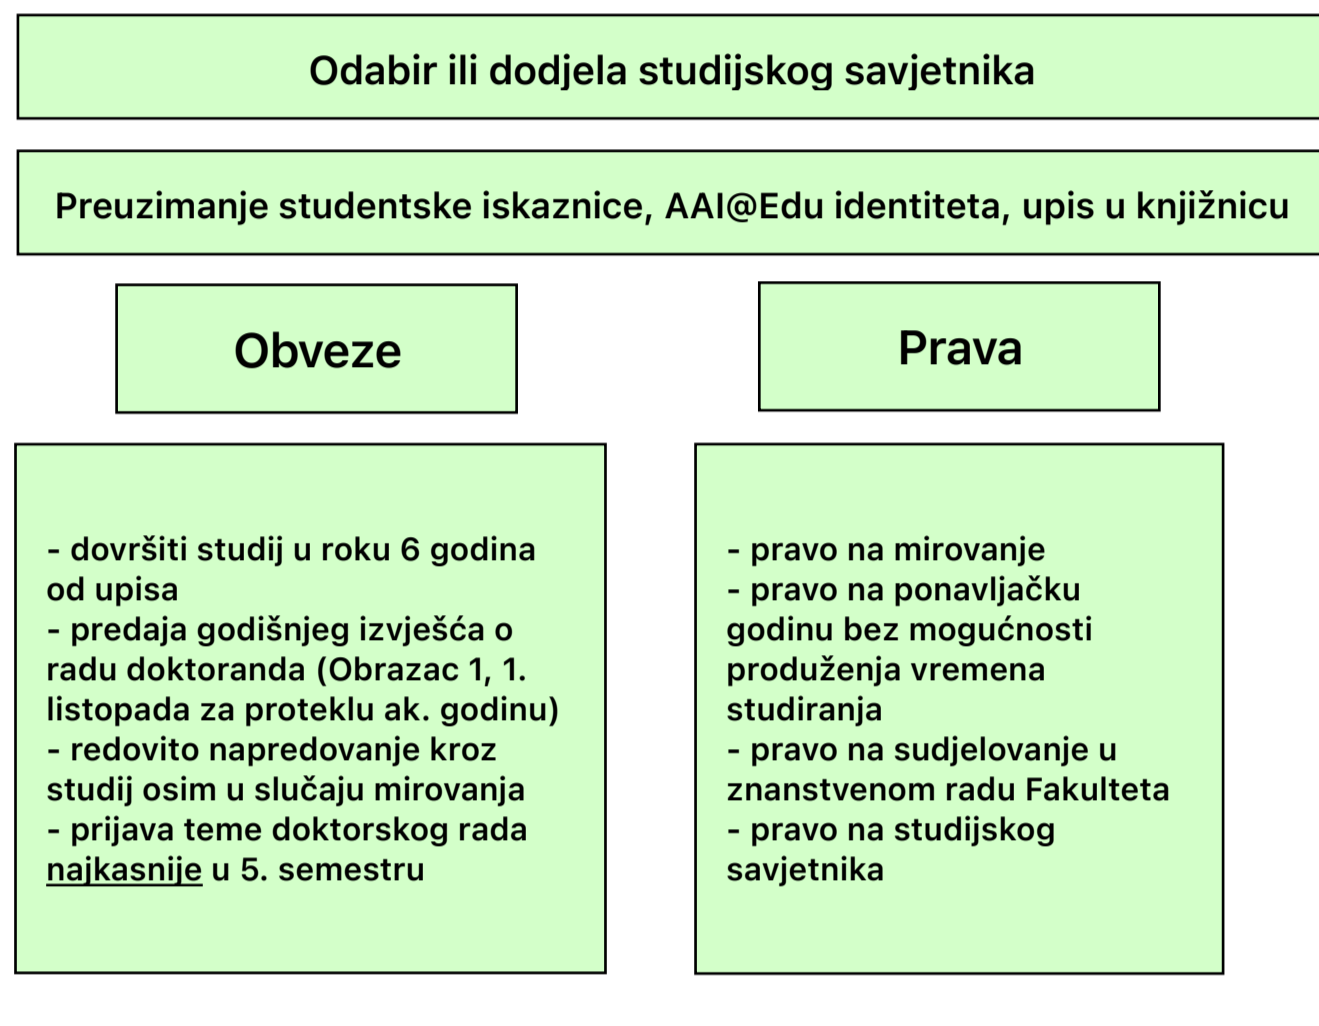 Odabir ili dodjela studijskog savjetnika
Preuzimanje studentske iskaznice, AAI@Edu identiteta, upis u knjižnicu
Obveze
- dovršiti studij u roku 6 godina
od upisa
- predaja godišnjeg izvješća o
radu doktoranda (Obrazac 1, 1.
listopada za proteklu ak. godinu)
- redovito napredovanje kroz
studij osim u slučaju mirovanja
- prijava teme doktorskog rada
najkasnije u 5. semestru
Prava
- pravo na mirovanje
- pravo na ponavljačku
godinu bez mogućnosti
produženja vremena
studiranja
- pravo na sudjelovanje u
znanstvenom radu Fakulteta
- pravo na studijskog
savjetnika